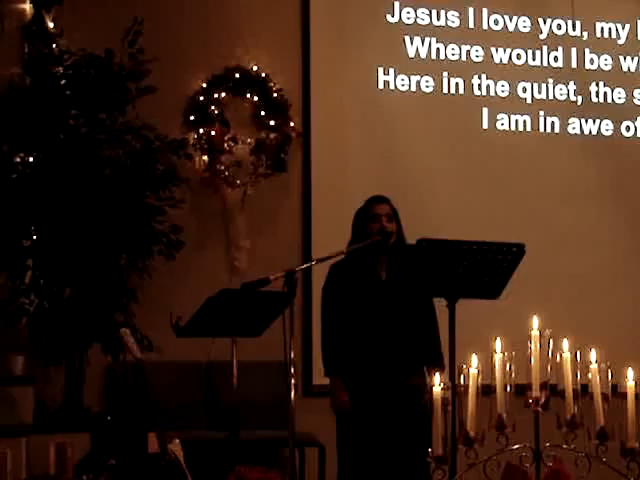 Jesus I love you, my
Where would I be
Here in the quiet, the
I am in awe of